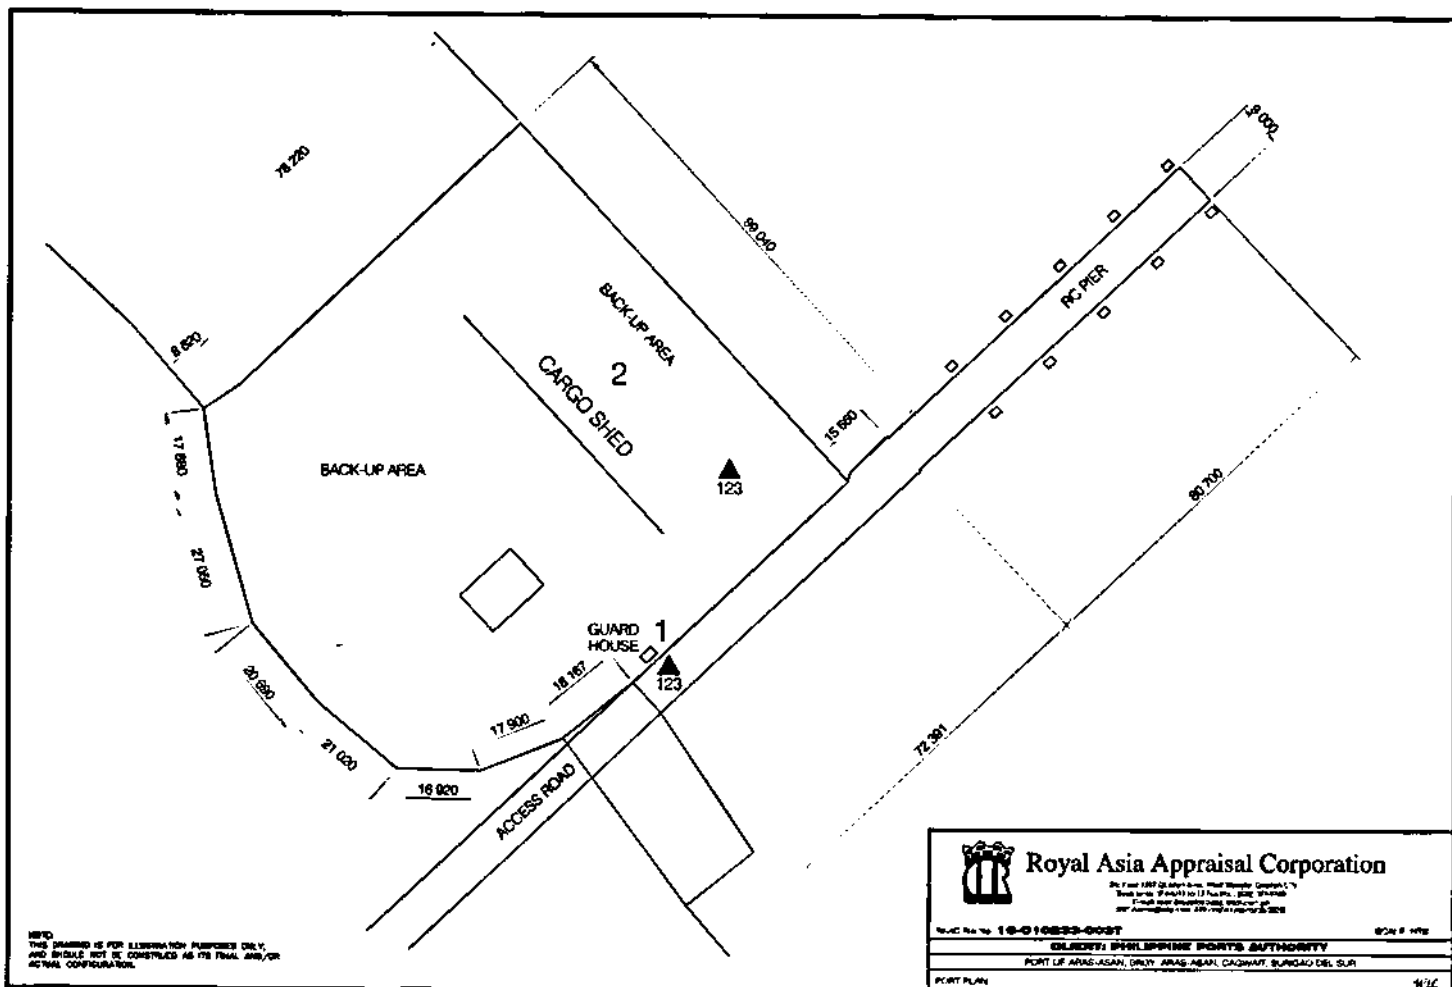 78 220
8 820
99 040
9 000
BACK-UP AREA
2
CARGO SHED
RC PIER
15 660
17 690
BACK-UP AREA
123
80 700
27 050
GUARD
HOUSE
1
123
18 167
20 690
17 900
21 020
16 920
72 391
ACCESS ROAD
Royal Asia Appraisal Corporation
CLIENT: PHILIPPINE PORTS AUTHORITY
PORT OF ARAS-ASAN, BRGY. ARAS-ASAN, CAGWAIT, SURIGAO DEL SUR
PORT PLAN
THIS DRAWING IS FOR ILLUSTRATION PURPOSES ONLY,
AND SHOULD NOT BE CONSTRUED AS ITS FINAL AND/OR
ACTUAL CONFIGURATION.